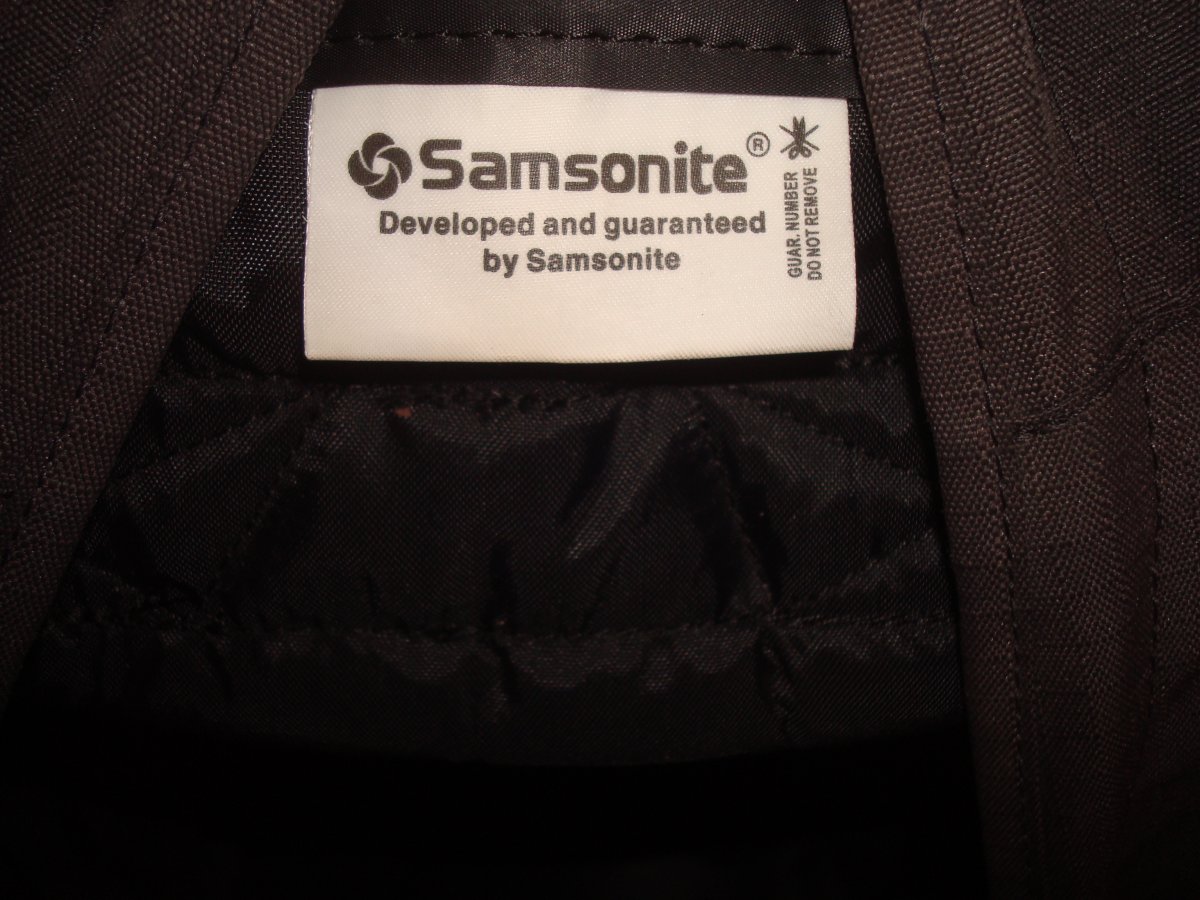 Samsonite®
Developed and guaranteed
by Samsonite
GUAR. NUMBER
DO NOT REMOVE